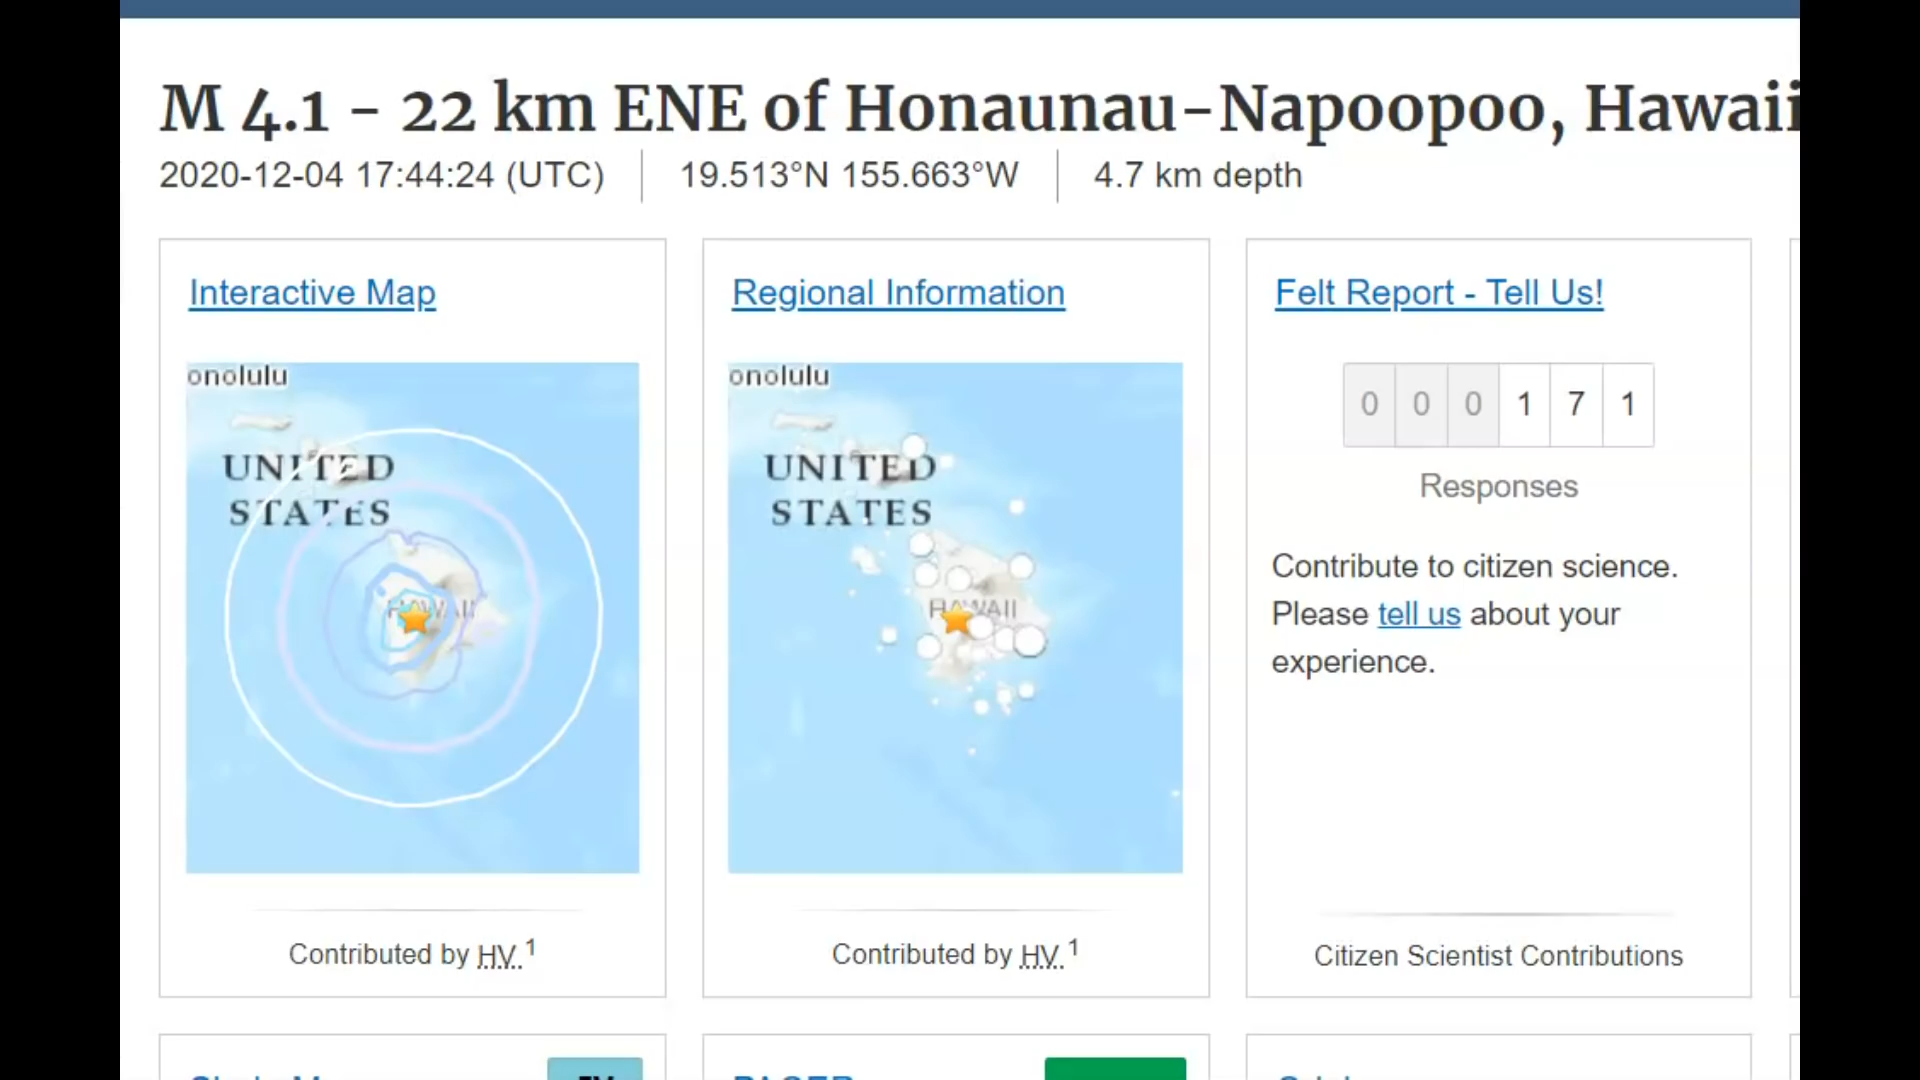 M 4.1 - 22 km ENE of Honaunau-Napoopoo, Hawaii
2020-12-04 17:44:24 (UTC) 19.513°N 155.663°W 4.7 km depth
Interactive Map
onolulu
UNITED
STATES
HAWAII
Contributed by HV 1
Regional Information
onolulu
UNITED
STATES
HAWAII
Contributed by HV 1
Felt Report - Tell Us!
0 0 0 1 7 1
Responses
Contribute to citizen science.
Please tell us about your
experience.
Citizen Scientist Contributions
PAGER